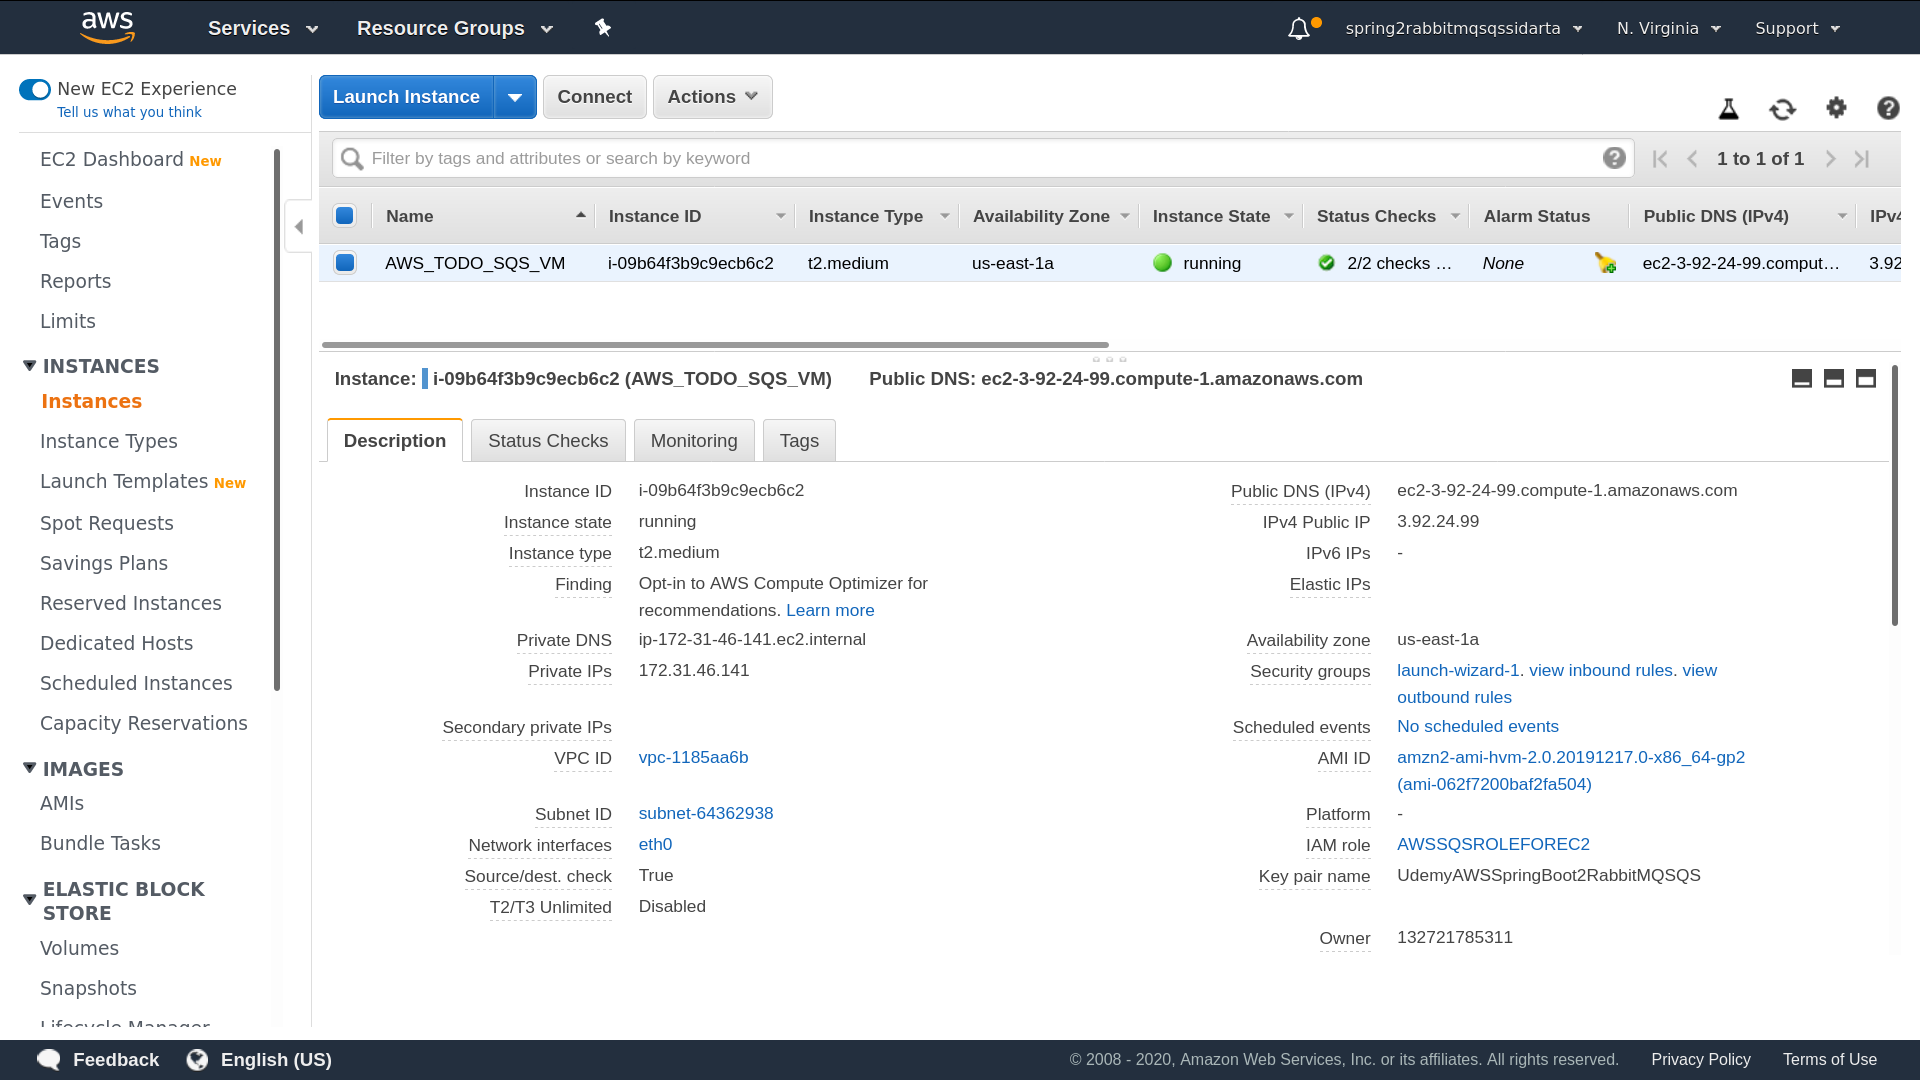 aws
Services
Resource Groups
spring2rabbitmqsqssidarta
N. Virginia
Support
New EC2 Experience
Tell us what you think
EC2 Dashboard New
Events
Tags
Reports
Limits
INSTANCES
Instances
Instance Types
Launch Templates New
Spot Requests
Savings Plans
Reserved Instances
Dedicated Hosts
Scheduled Instances
Capacity Reservations
IMAGES
AMIs
Bundle Tasks
ELASTIC BLOCK
STORE
Volumes
Snapshots
Lifecycle Manager
Launch Instance
Connect
Actions
Filter by tags and attributes or search by keyword
1 to 1 of 1
Name Instance ID Instance Type Availability Zone Instance State Status Checks Alarm Status Public DNS (IPv4) IPv4
AWS_TODO_SQS_VM i-09b64f3b9c9ecb6c2 t2.medium us-east-1a running 2/2 checks … None ec2-3-92-24-99.comput… 3.92
Instance: i-09b64f3b9c9ecb6c2 (AWS_TODO_SQS_VM) Public DNS: ec2-3-92-24-99.compute-1.amazonaws.com
Description
Status Checks
Monitoring
Tags
Instance ID i-09b64f3b9c9ecb6c2
Public DNS (IPv4) ec2-3-92-24-99.compute-1.amazonaws.com
Instance state running
IPv4 Public IP 3.92.24.99
Instance type t2.medium
IPv6 IPs -
Finding Opt-in to AWS Compute Optimizer for
recommendations. Learn more
Elastic IPs
Private DNS ip-172-31-46-141.ec2.internal
Availability zone us-east-1a
Private IPs 172.31.46.141
Security groups launch-wizard-1. view inbound rules. view
outbound rules
Secondary private IPs
Scheduled events No scheduled events
VPC ID vpc-1185aa6b
AMI ID amzn2-ami-hvm-2.0.20191217.0-x86_64-gp2
(ami-062f7200baf2fa504)
Subnet ID subnet-64362938
Platform -
Network interfaces eth0
IAM role AWSSQSROLEFOREC2
Source/dest. check True
Key pair name UdemyAWSSpringBoot2RabbitMQSQS
T2/T3 Unlimited Disabled
Owner 132721785311
Feedback
English (US)
© 2008 - 2020, Amazon Web Services, Inc. or its affiliates. All rights reserved.
Privacy Policy
Terms of Use